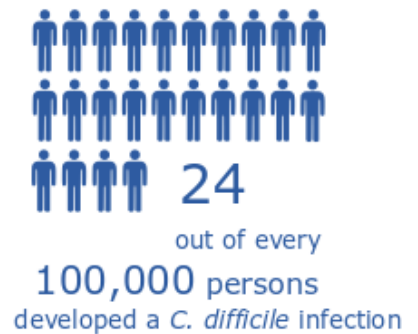 24
out of every
100,000 persons
developed a C. difficile infection